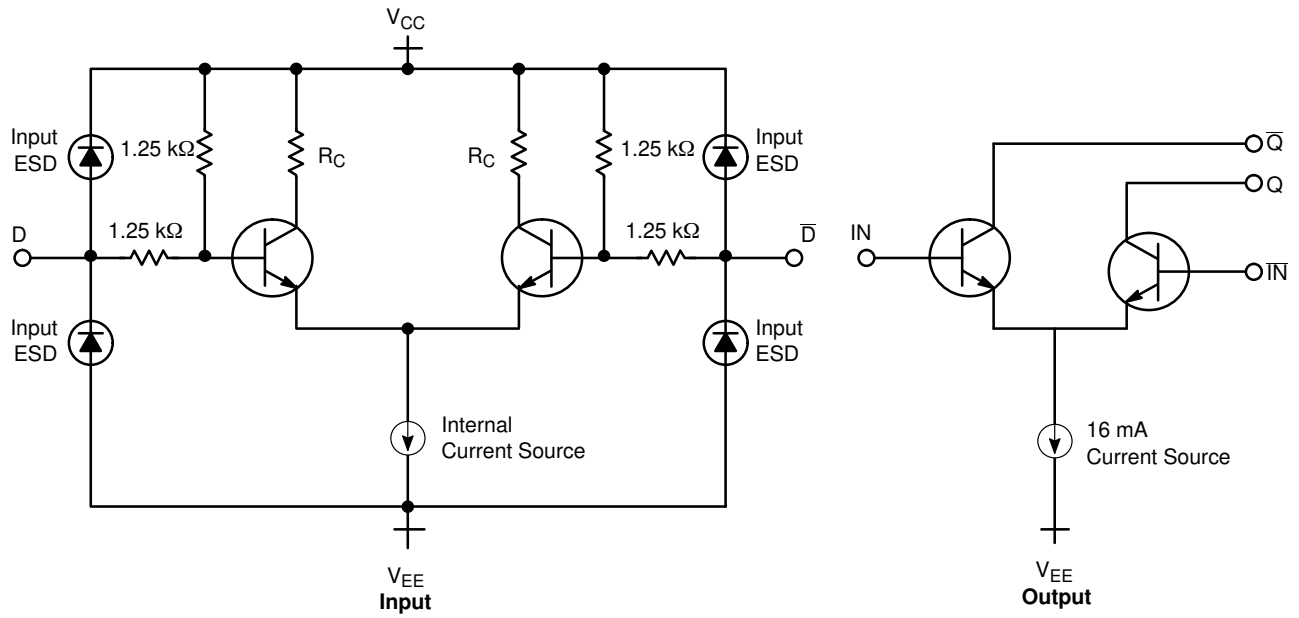 VCC
Input
ESD
1.25 kΩ
RC
RC
1.25 kΩ
Input
ESD
Q̅
Q
D
1.25 kΩ
1.25 kΩ
D̅
IN
I̅N̅
Input
ESD
Input
ESD
Internal
Current Source
16 mA
Current Source
VEE
Input
VEE
Output